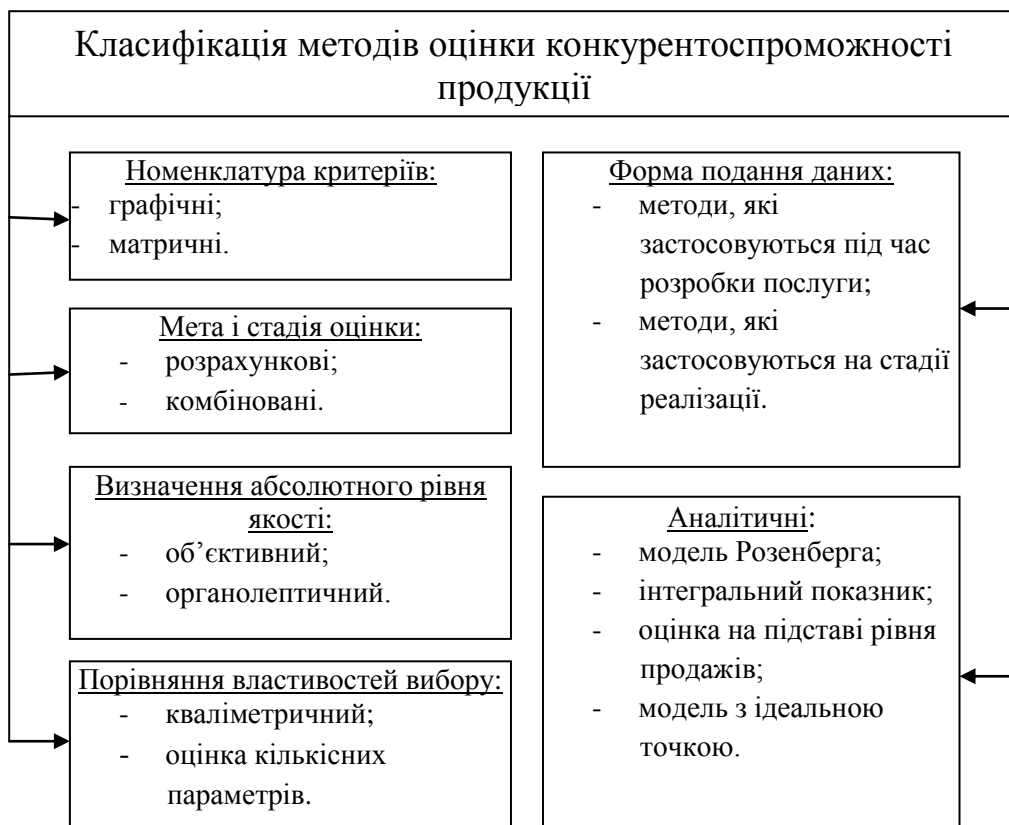 Класифікація методів оцінки конкурентоспроможності
продукції
Номенклатура критеріїв:
- графічні;
- матричні.
Мета і стадія оцінки:
- розрахункові;
- комбіновані.
Визначення абсолютного рівня
якості:
- об’єктивний;
- органолептичний.
Порівняння властивостей вибору:
- кваліметричний;
- оцінка кількісних
параметрів.
Форма подання даних:
- методи, які
застосовуються під час
розробки послуги;
- методи, які
застосовуються на стадії
реалізації.
Аналітичні:
- модель Розенберга;
- інтегральний показник;
- оцінка на підставі рівня
продажів;
- модель з ідеальною
точкою.